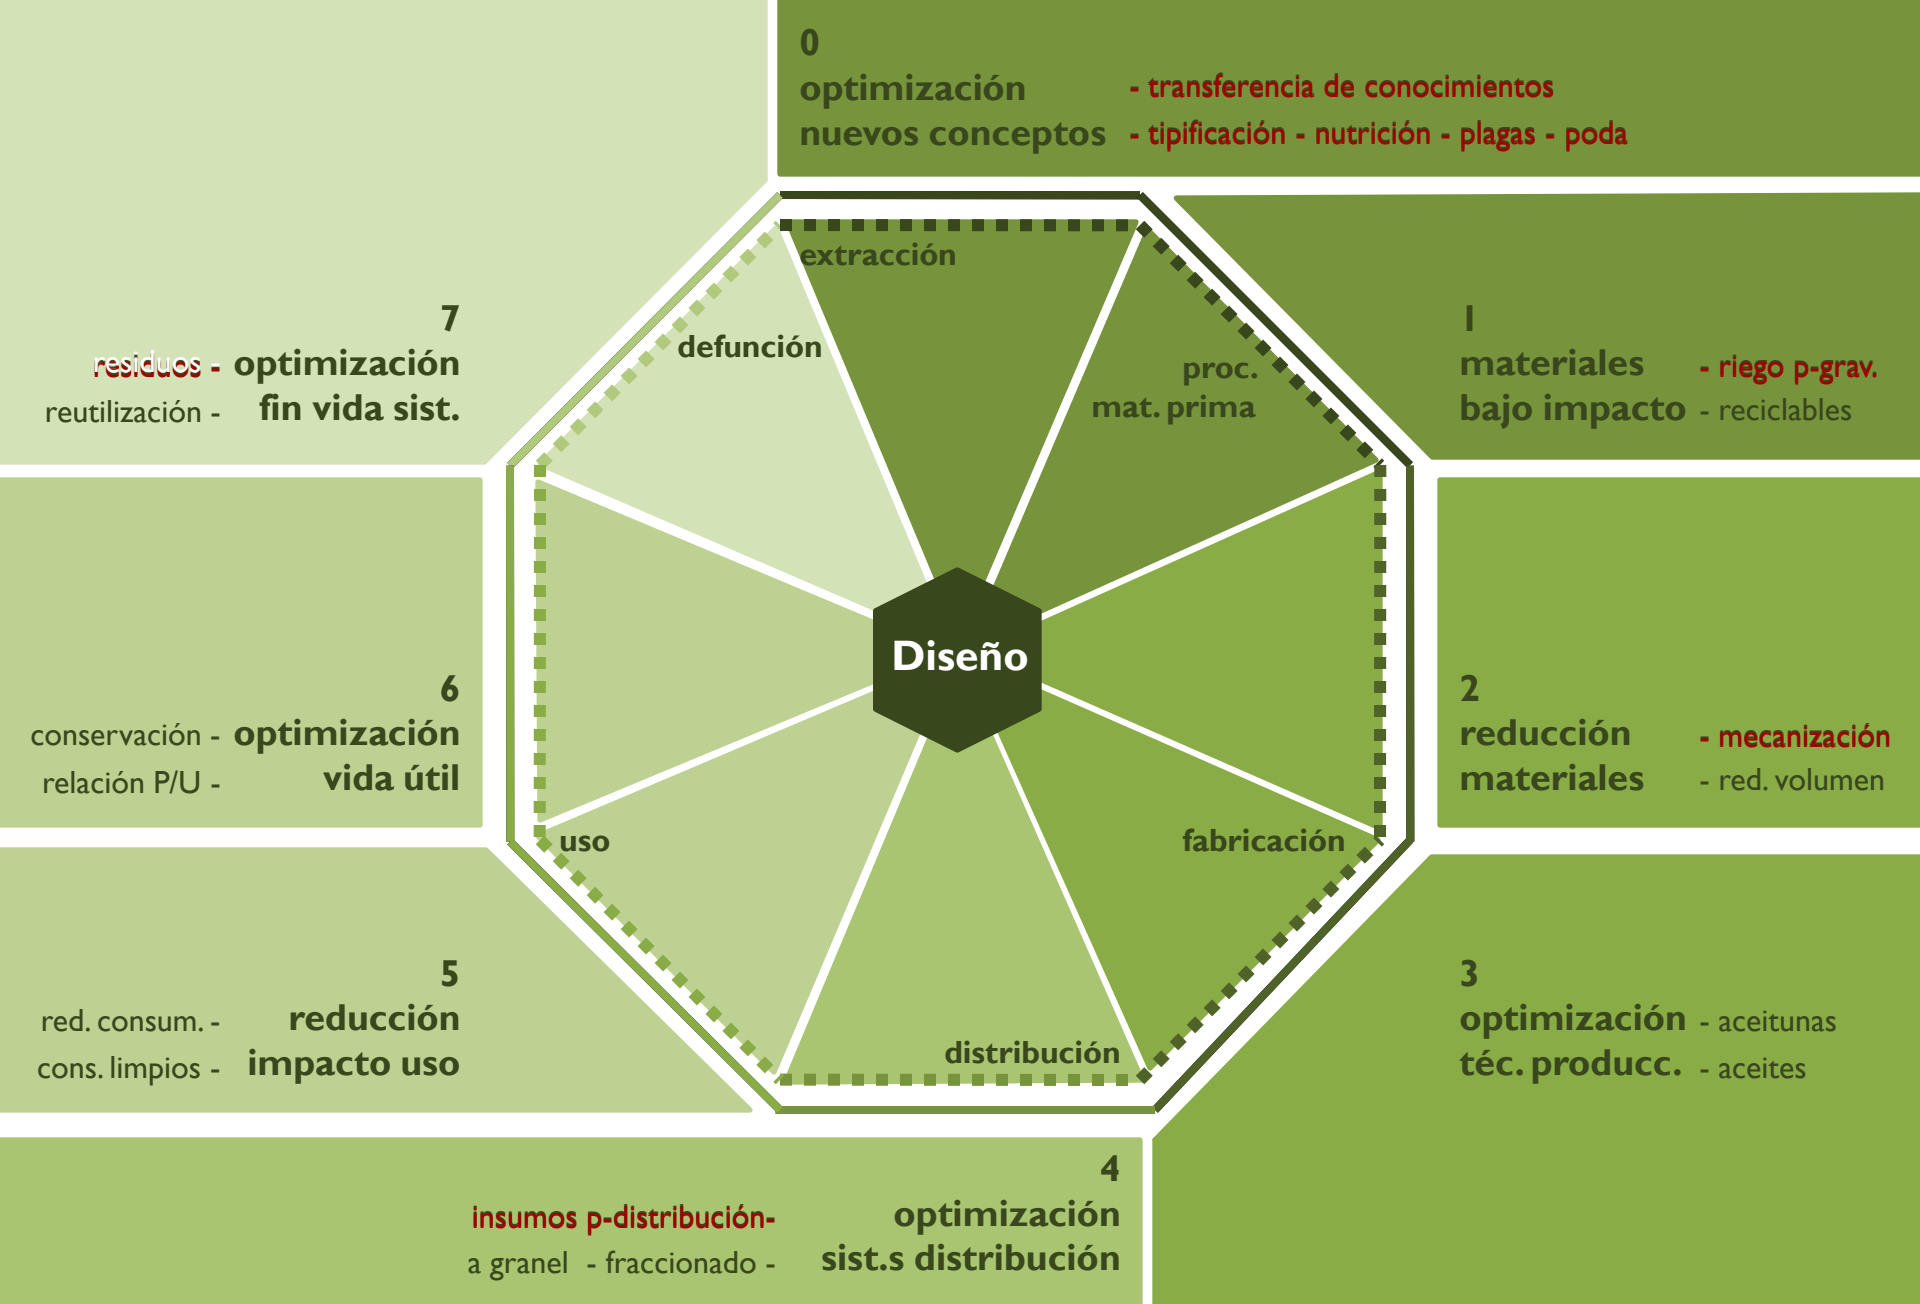 0
optimización - transferencia de conocimientos
nuevos conceptos - tipificación - nutrición - plagas - poda
extracción
defunción
proc.
mat. prima
7
residuos - optimización
reutilización - fin vida sist.
1
materiales - riego p-grav.
bajo impacto - reciclables
Diseño
6
conservación - optimización
relación P/U - vida útil
2
reducción - mecanización
materiales - red. volumen
uso
fabricación
5
red. consum. - reducción
cons. limpios - impacto uso
3
optimización - aceitunas
téc. producc. - aceites
distribución
4
insumos p-distribución- optimización
a granel - fraccionado - sist.s distribución